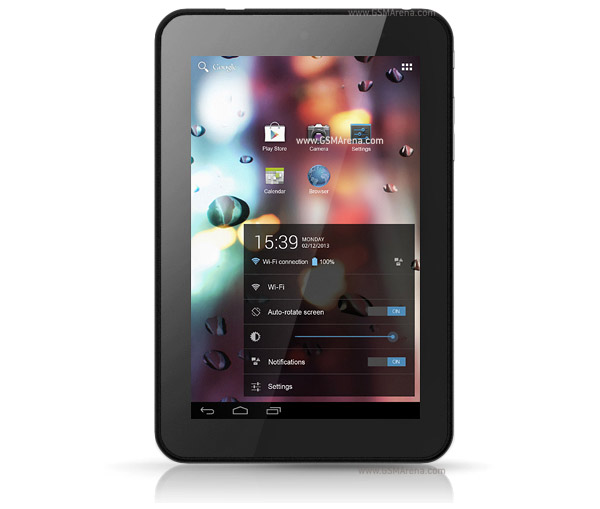 www.GSMArena.com
Google
Play Store
Camera
Settings
www.GSMArena.com
Calendar
Browser
15:39
MONDAY
02/12/2013
Wi-Fi connection
100%
Wi-Fi
Auto-rotate screen
ON
Notifications
ON
Settings
www.GSMArena.com